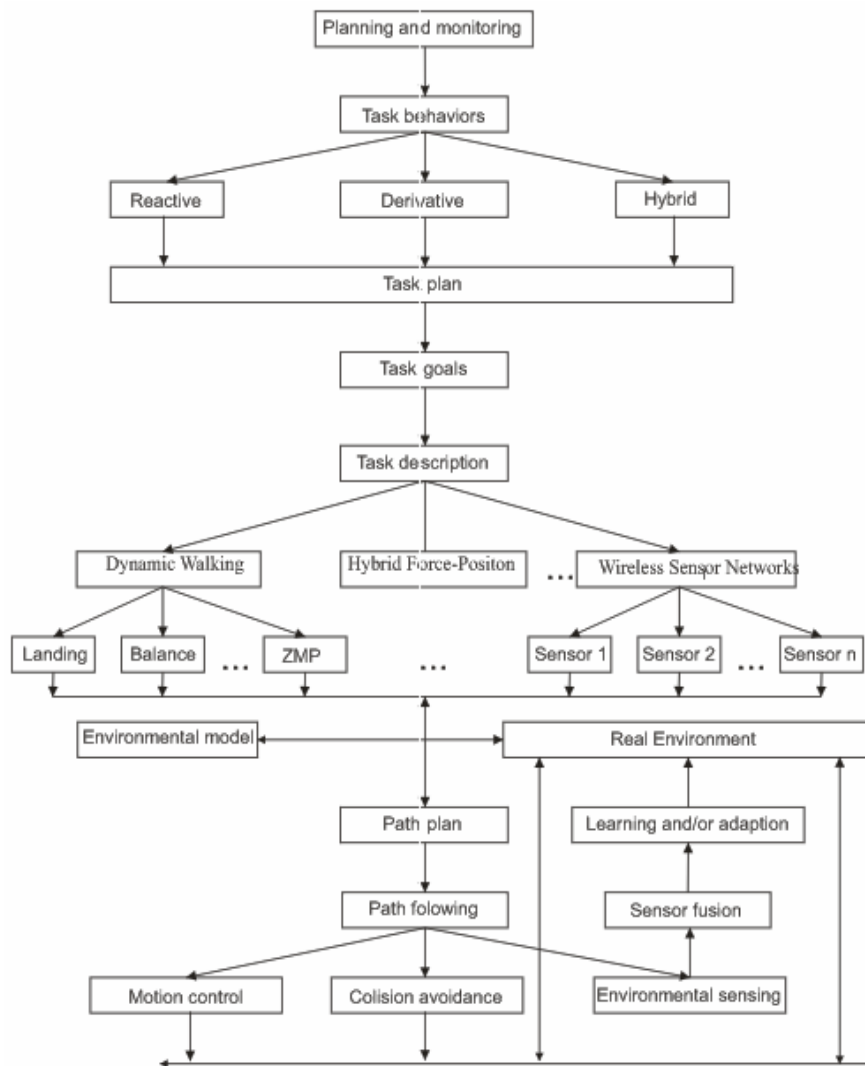 Planning and monitoring
Task behaviors
Reactive
Derivative
Hybrid
Task plan
Task goals
Task description
Dynamic Walking
Hybrid Force-Positon
...
Wireless Sensor Networks
Landing
Balance
...
ZMP
...
Sensor 1
Sensor 2
...
Sensor n
Environmental model
Real Environment
Path plan
Learning and/or adaption
Path folowing
Sensor fusion
Motion control
Colision avoidance
Environmental sensing